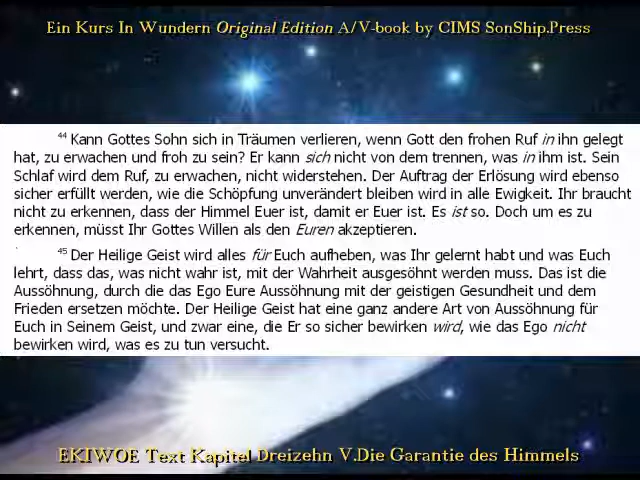 Ein Kurs In Wundern Original Edition A/V-book by CIMS SonShip.Press
44 Kann Gottes Sohn sich in Träumen verlieren, wenn Gott den frohen Ruf in ihn gelegt
hat, zu erwachen und froh zu sein? Er kann sich nicht von dem trennen, was in ihm ist. Sein
Schlaf wird dem Ruf, zu erwachen, nicht widerstehen. Der Auftrag der Erlösung wird ebenso
sicher erfüllt werden, wie die Schöpfung unverändert bleiben wird in alle Ewigkeit. Ihr braucht
nicht zu erkennen, dass der Himmel Euer ist, damit er Euer ist. Es ist so. Doch um es zu
erkennen, müsst Ihr Gottes Willen als den Euren akzeptieren.
45 Der Heilige Geist wird alles für Euch aufheben, was Ihr gelernt habt und was Euch
lehrt, dass das, was nicht wahr ist, mit der Wahrheit ausgesöhnt werden muss. Das ist die
Aussöhnung, durch die das Ego Eure Aussöhnung mit der geistigen Gesundheit und dem
Frieden ersetzen möchte. Der Heilige Geist hat eine ganz andere Art von Aussöhnung für
Euch in Seinem Geist, und zwar eine, die Er so sicher bewirken wird, wie das Ego nicht
bewirken wird, was es zu tun versucht.
EKIWOE Text Kapitel Dreizehn V.Die Garantie des Himmels